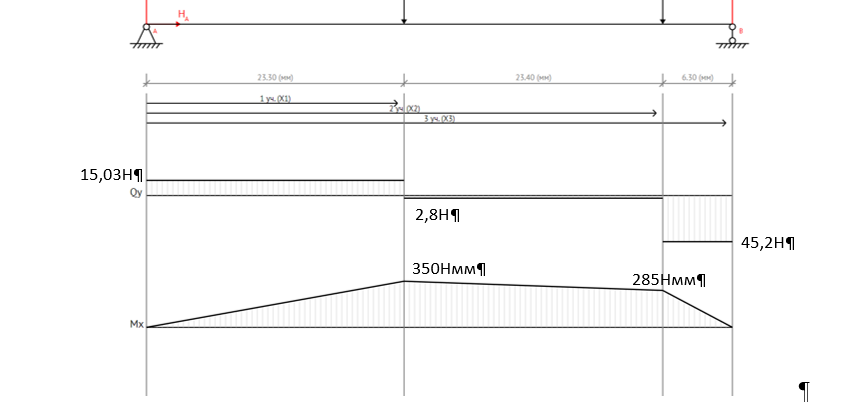 H_A
A
B
23.30 (мм)
23.40 (мм)
6.30 (мм)
1 уч.(X1)
2 уч.(X2)
3 уч.(X3)
15,03Н¶
Qy
2,8Н¶
45,2Н¶
350Нмм¶
285Нмм¶
Mx
¶